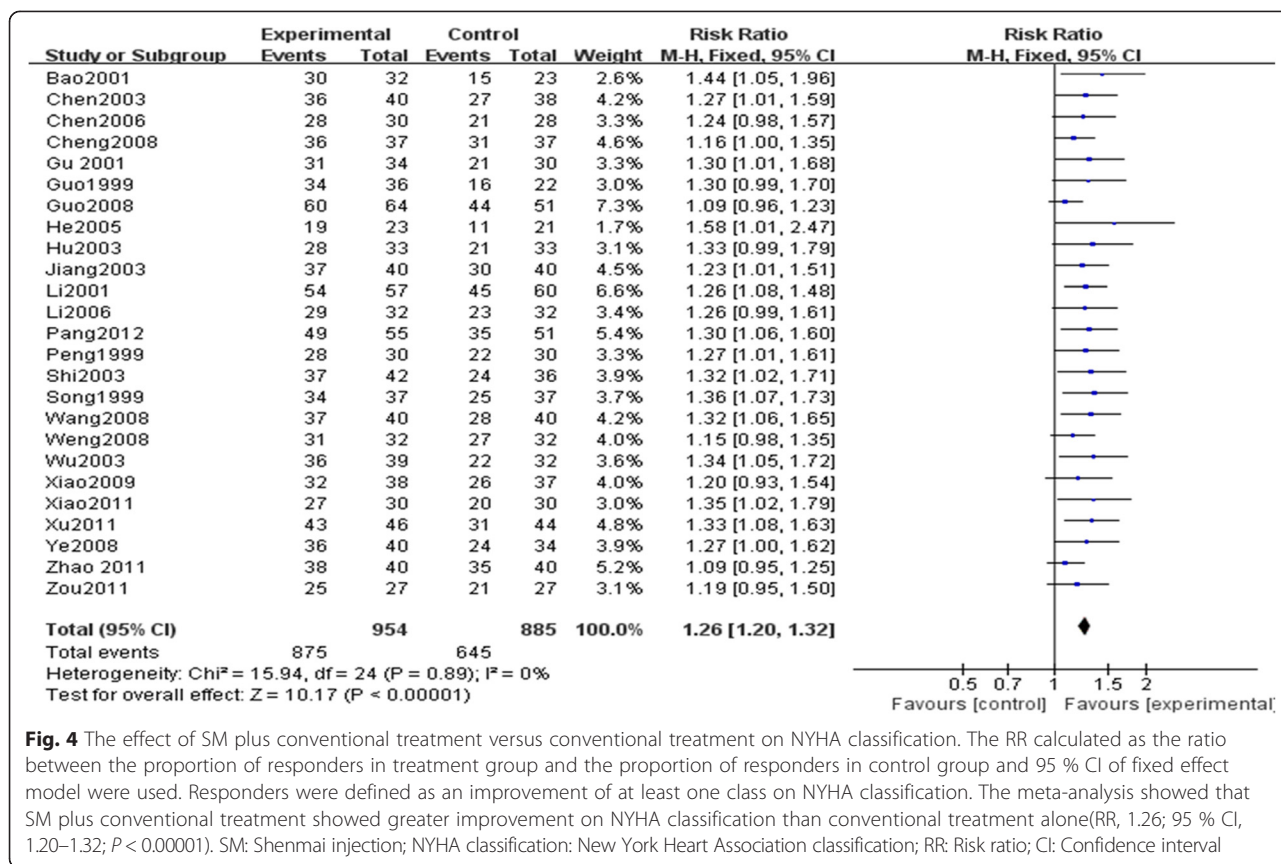 Experimental Control Risk Ratio Risk Ratio
Study or Subgroup Events Total Events Total Weight M-H, Fixed, 95% CI M-H, Fixed, 95% CI
Bao2001 30 32 15 23 2.6% 1.44 [1.05, 1.96]
Chen2003 36 40 27 38 4.2% 1.27 [1.01, 1.59]
Chen2006 28 30 21 28 3.3% 1.24 [0.98, 1.57]
Cheng2008 36 37 31 37 4.6% 1.16 [1.00, 1.35]
Gu 2001 31 34 21 30 3.3% 1.30 [1.01, 1.68]
Guo1999 34 36 16 22 3.0% 1.30 [0.99, 1.70]
Guo2008 60 64 44 51 7.3% 1.09 [0.96, 1.23]
He2005 19 23 11 21 1.7% 1.58 [1.01, 2.47]
Hu2003 28 33 21 33 3.1% 1.33 [0.99, 1.79]
Jiang2003 37 40 30 40 4.5% 1.23 [1.01, 1.51]
Li2001 54 57 45 60 6.6% 1.26 [1.08, 1.48]
Li2006 29 32 23 32 3.4% 1.26 [0.99, 1.61]
Pang2012 49 55 35 51 5.4% 1.30 [1.06, 1.60]
Peng1999 28 30 22 30 3.3% 1.27 [1.01, 1.61]
Shi2003 37 42 24 36 3.9% 1.32 [1.02, 1.71]
Song1999 34 37 25 37 3.7% 1.36 [1.07, 1.73]
Wang2008 37 40 28 40 4.2% 1.32 [1.06, 1.65]
Weng2008 31 32 27 32 4.0% 1.15 [0.98, 1.35]
Wu2003 36 39 22 32 3.6% 1.34 [1.05, 1.72]
Xiao2009 32 38 26 37 4.0% 1.20 [0.93, 1.54]
Xiao2011 27 30 20 30 3.0% 1.35 [1.02, 1.79]
Xu2011 43 46 31 44 4.8% 1.33 [1.08, 1.63]
Ye2008 36 40 24 34 3.9% 1.27 [1.00, 1.62]
Zhao 2011 38 40 35 40 5.2% 1.09 [0.95, 1.25]
Zou2011 25 27 21 27 3.1% 1.19 [0.95, 1.50]
Total (95% CI) 954 885 100.0% 1.26 [1.20, 1.32]
Total events 875 645
Heterogeneity: Chi² = 15.94, df = 24 (P = 0.89); I² = 0%
Test for overall effect: Z = 10.17 (P < 0.00001)
0.5 0.7 1 1.5 2
Favours [control] Favours [experimental]
Fig. 4 The effect of SM plus conventional treatment versus conventional treatment on NYHA classification. The RR calculated as the ratio
between the proportion of responders in treatment group and the proportion of responders in control group and 95 % CI of fixed effect
model were used. Responders were defined as an improvement of at least one class on NYHA classification. The meta-analysis showed that
SM plus conventional treatment showed greater improvement on NYHA classification than conventional treatment alone(RR, 1.26; 95 % CI,
1.20–1.32; P < 0.00001). SM: Shenmai injection; NYHA classification: New York Heart Association classification; RR: Risk ratio; CI: Confidence interval